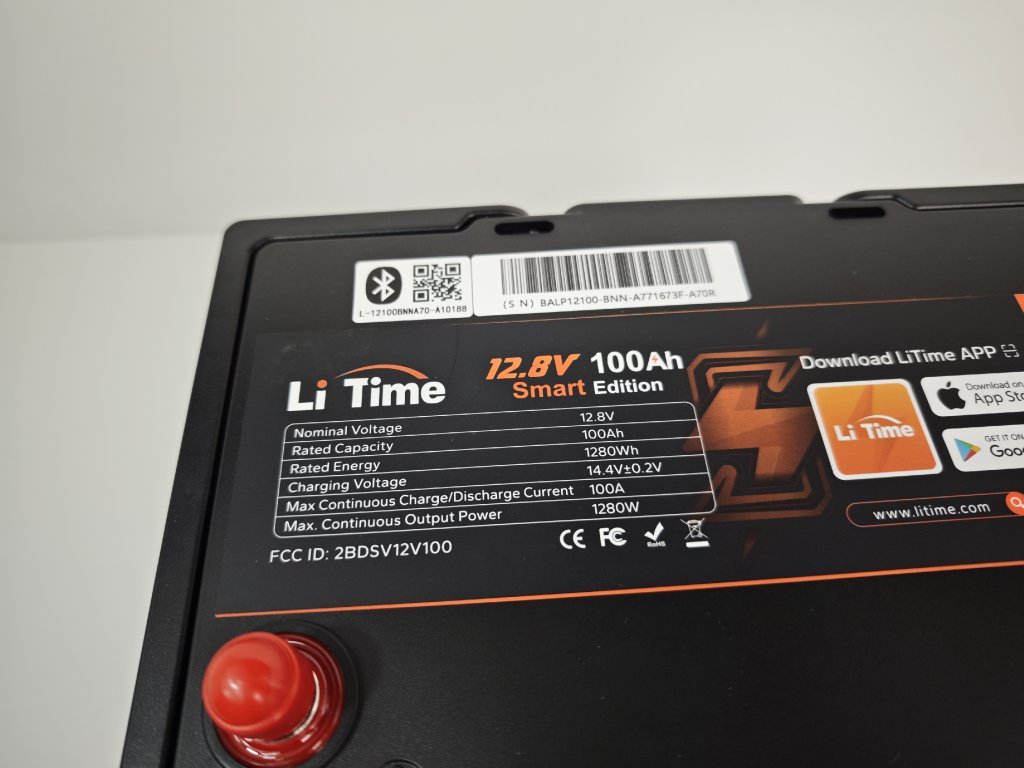 L-12100BNNA70-A10188
(S N) BALP12100-BNN-A771673F-A70R
Li Time
12.8V 100Ah
Smart Edition
Nominal Voltage 12.8V
Rated Capacity 100Ah
Rated Energy 1280Wh
Charging Voltage 14.4V±0.2V
Max Continuous Charge/Discharge Current 100A
Max. Continuous Output Power 1280W
FCC ID: 2BDSV12V100
CE FC RoHS
Download LiTime APP
Li Time
Download on
App Sto
GET IT ON
Goo
www.litime.com